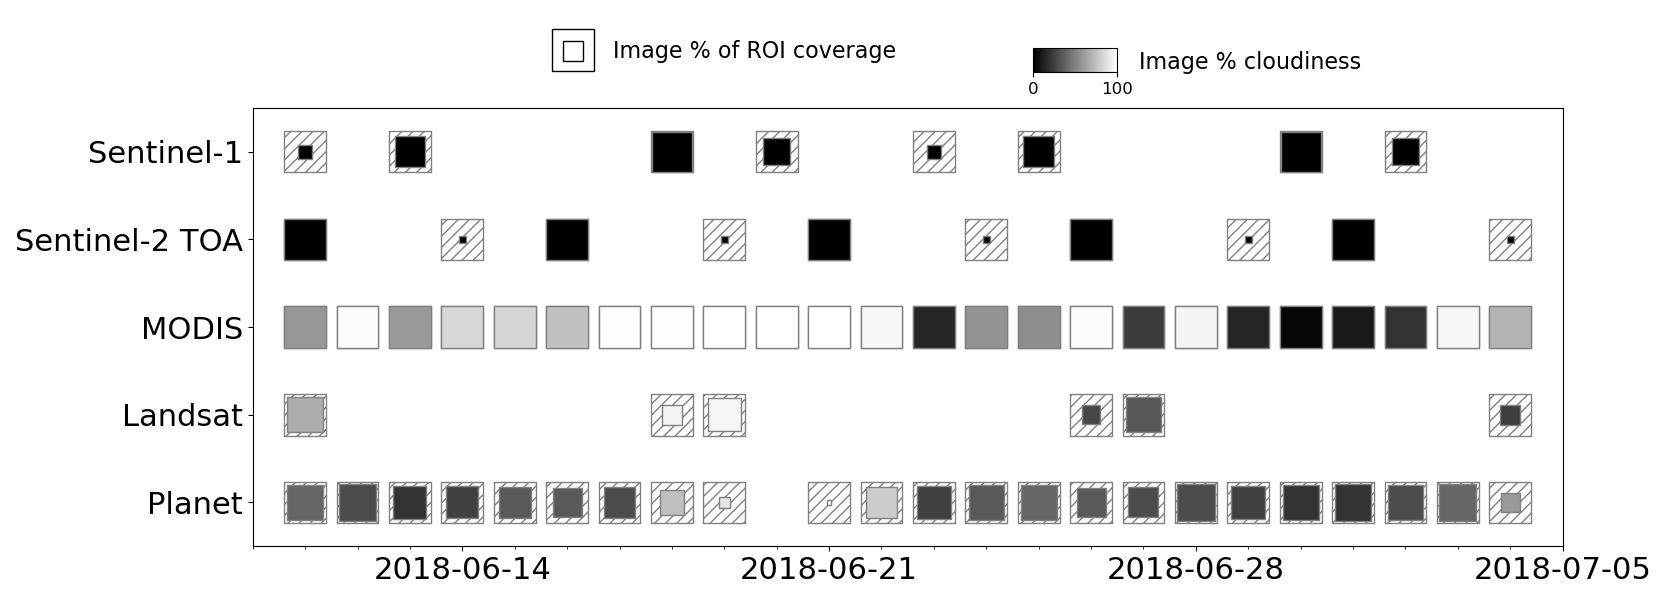 Image % of ROI coverage
Image % cloudiness
0 100
Sentinel-1
Sentinel-2 TOA
MODIS
Landsat
Planet
2018-06-14 2018-06-21 2018-06-28 2018-07-05